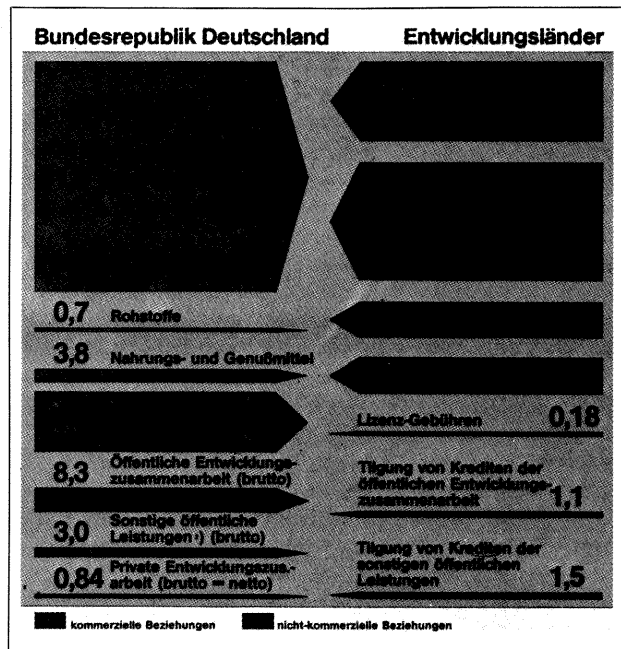 Bundesrepublik Deutschland
Entwicklungsländer
0,7 Rohstoffe
3,8 Nahrungs- und Genußmittel
8,3 Öffentliche Entwicklungs-
zusammenarbeit (brutto)
3,0 Sonstige öffentliche
Leistungen¹) (brutto)
0,84 Private Entwicklungszus.-
arbeit (brutto = netto)
Lizenz-Gebühren 0,18
Tilgung von Krediten der
öffentlichen Entwicklungs-
zusammenarbeit 1,1
Tilgung von Krediten der
sonstigen öffentlichen
Leistungen 1,5
kommerzielle Beziehungen
nicht-kommerzielle Beziehungen